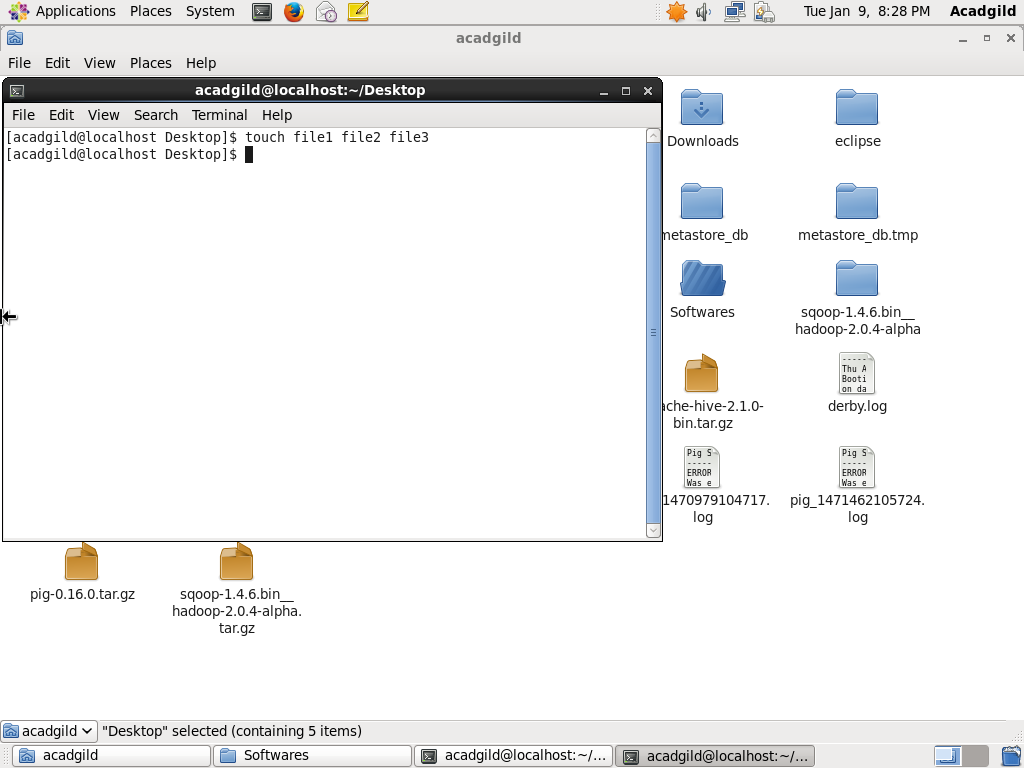 Applications Places System Tue Jan 9, 8:28 PM Acadgild
acadgild
File Edit View Places Help
acadgild@localhost:~/Desktop
File Edit View Search Terminal Help
[acadgild@localhost Desktop]$ touch file1 file2 file3
[acadgild@localhost Desktop]$
Downloads
eclipse
metastore_db
metastore_db.tmp
Softwares
sqoop-1.4.6.bin__
hadoop-2.0.4-alpha
ache-hive-2.1.0-
bin.tar.gz
Thu A
Booti
on da
derby.log
Pig S
ERROR
Was e
1470979104717.
log
Pig S
ERROR
Was e
pig_1471462105724.
log
pig-0.16.0.tar.gz
sqoop-1.4.6.bin__
hadoop-2.0.4-alpha.
tar.gz
acadgild "Desktop" selected (containing 5 items)
acadgild Softwares acadgild@localhost:~/... acadgild@localhost:~/...